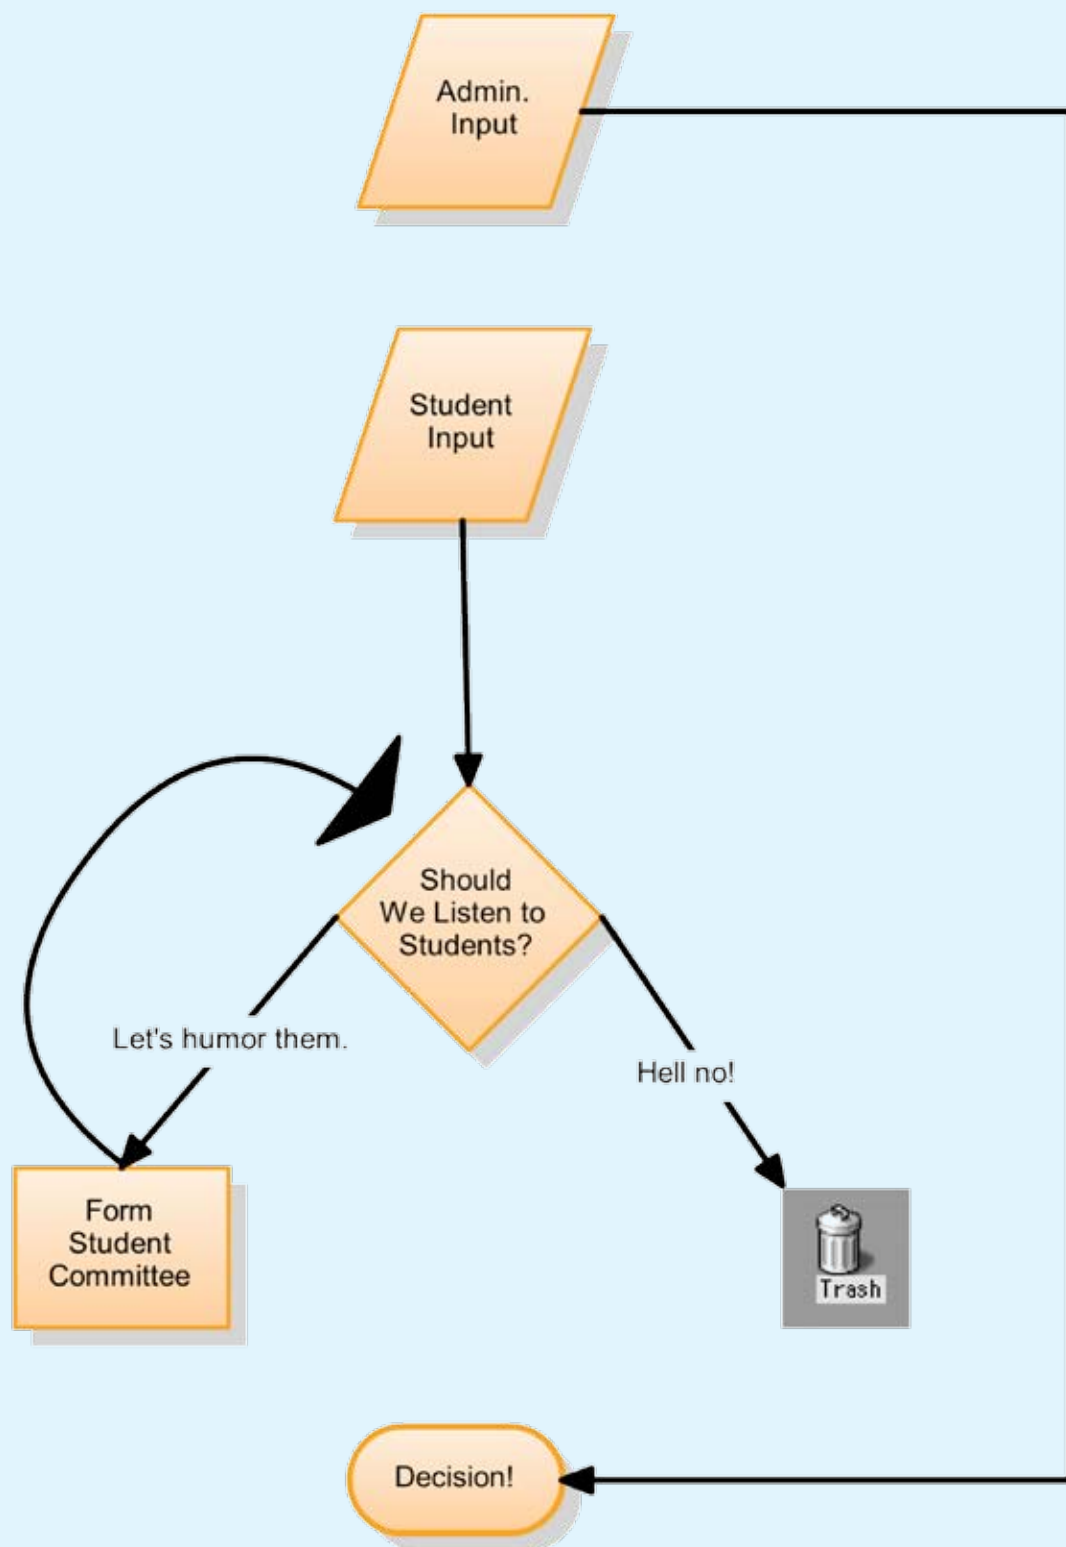 Admin.
Input
Student
Input
Should
We Listen to
Students?
Let's humor them.
Hell no!
Form
Student
Committee
Trash
Decision!